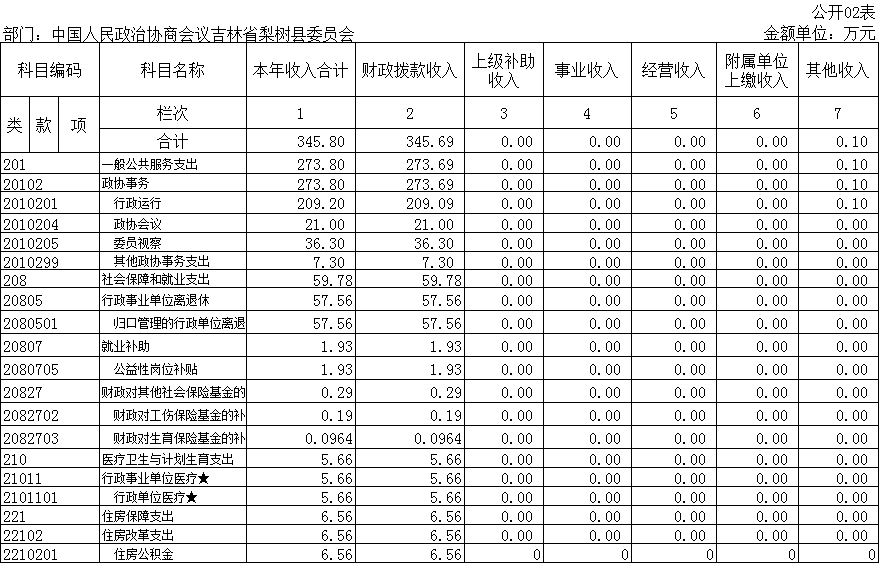 公开02表
部门：中国人民政治协商会议吉林省梨树县委员会 金额单位：万元
科目编码 科目名称 本年收入合计 财政拨款收入 上级补助收入 事业收入 经营收入 附属单位上缴收入 其他收入
类 款 项 栏次 1 2 3 4 5 6 7
合计 345.80 345.69 0.00 0.00 0.00 0.00 0.10
201 一般公共服务支出 273.80 273.69 0.00 0.00 0.00 0.00 0.10
20102 政协事务 273.80 273.69 0.00 0.00 0.00 0.00 0.10
2010201 行政运行 209.20 209.09 0.00 0.00 0.00 0.00 0.10
2010204 政协会议 21.00 21.00 0.00 0.00 0.00 0.00 0.00
2010205 委员视察 36.30 36.30 0.00 0.00 0.00 0.00 0.00
2010299 其他政协事务支出 7.30 7.30 0.00 0.00 0.00 0.00 0.00
208 社会保障和就业支出 59.78 59.78 0.00 0.00 0.00 0.00 0.00
20805 行政事业单位离退休 57.56 57.56 0.00 0.00 0.00 0.00 0.00
2080501 归口管理的行政单位离退 57.56 57.56 0.00 0.00 0.00 0.00 0.00
20807 就业补助 1.93 1.93 0.00 0.00 0.00 0.00 0.00
2080705 公益性岗位补贴 1.93 1.93 0.00 0.00 0.00 0.00 0.00
20827 财政对其他社会保险基金的 0.29 0.29 0.00 0.00 0.00 0.00 0.00
2082702 财政对工伤保险基金的补 0.19 0.19 0.00 0.00 0.00 0.00 0.00
2082703 财政对生育保险基金的补 0.0964 0.0964 0.00 0.00 0.00 0.00 0.00
210 医疗卫生与计划生育支出 5.66 5.66 0.00 0.00 0.00 0.00 0.00
21011 行政事业单位医疗★ 5.66 5.66 0.00 0.00 0.00 0.00 0.00
2101101 行政单位医疗★ 5.66 5.66 0.00 0.00 0.00 0.00 0.00
221 住房保障支出 6.56 6.56 0.00 0.00 0.00 0.00 0.00
22102 住房改革支出 6.56 6.56 0.00 0.00 0.00 0.00 0.00
2210201 住房公积金 6.56 6.56 0 0 0 0 0